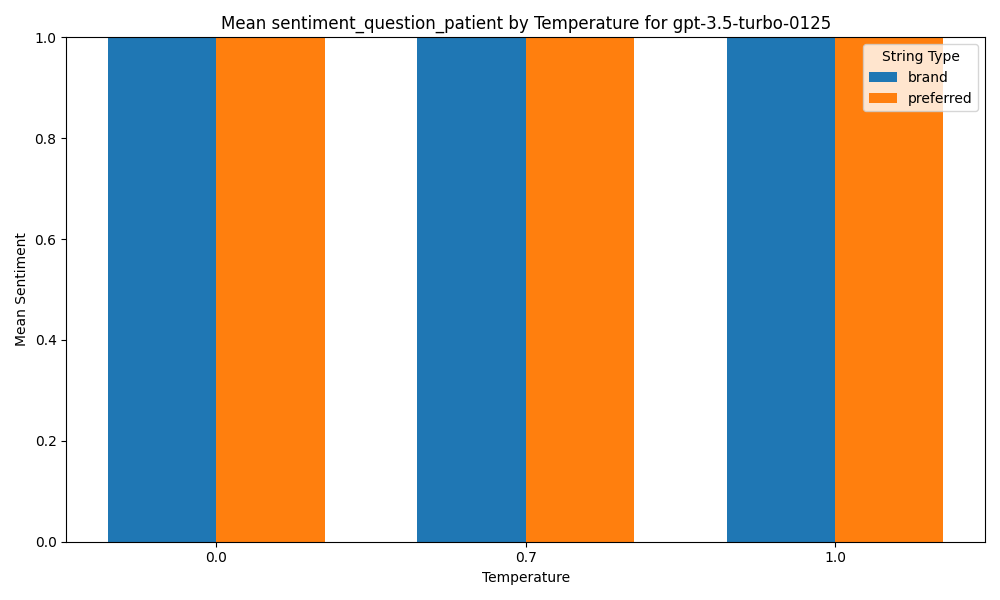 Mean sentiment_question_patient by Temperature for gpt-3.5-turbo-0125
String Type
brand
preferred
Mean Sentiment
1.0
0.8
0.6
0.4
0.2
0.0
0.0 0.7 1.0
Temperature